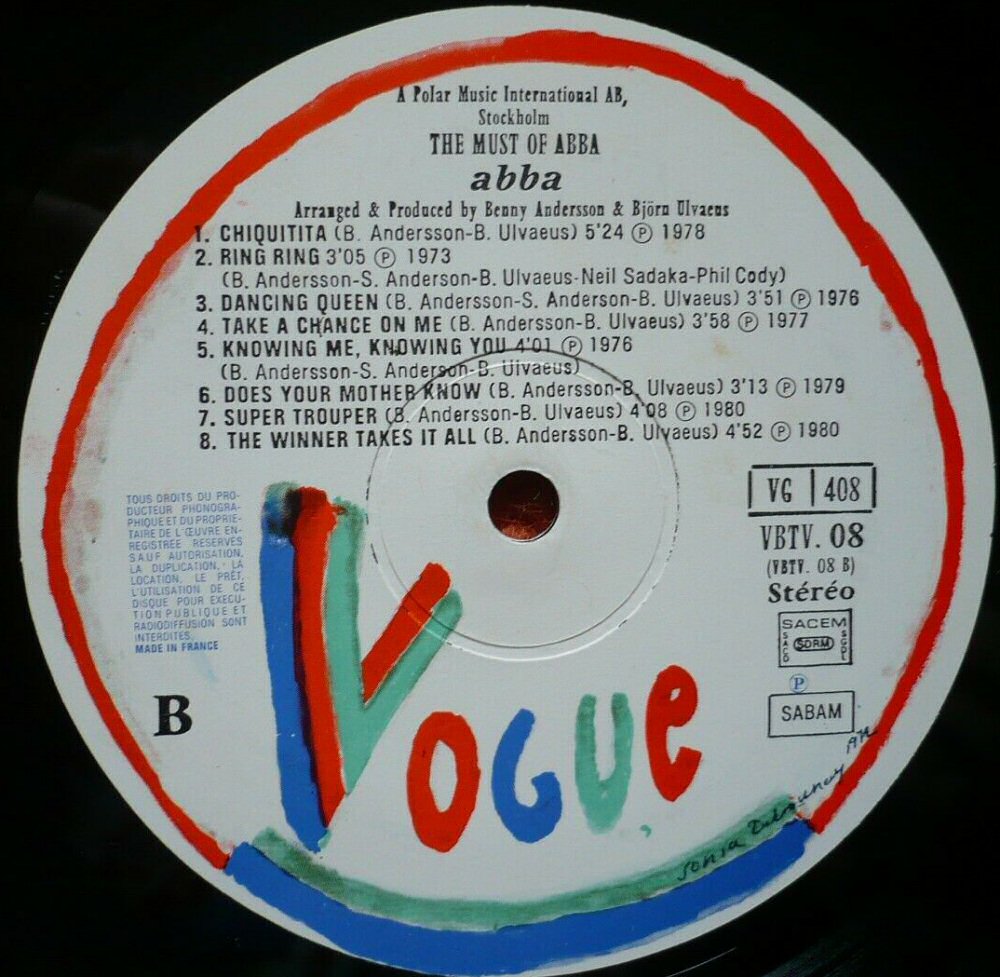 A Polar Music International AB,
Stockholm
THE MUST OF ABBA
abba
Arranged & Produced by Benny Andersson & Björn Ulvaeus
1. CHIQUITITA (B. Andersson-B. Ulvaeus) 5'24 Ⓟ 1978
2. RING RING 3'05 Ⓟ 1973
(B. Andersson-S. Anderson-B. Ulvaeus-Neil Sadaka-Phil Cody)
3. DANCING QUEEN (B. Andersson-S. Anderson-B. Ulvaeus) 3'51 Ⓟ 1976
4. TAKE A CHANCE ON ME (B. Andersson-B. Ulvaeus) 3'58 Ⓟ 1977
5. KNOWING ME, KNOWING YOU 4'01 Ⓟ 1976
(B. Andersson-S. Anderson-B. Ulvaeus)
6. DOES YOUR MOTHER KNOW (B. Andersson-B. Ulvaeus) 3'13 Ⓟ 1979
7. SUPER TROUPER (B. Andersson-B. Ulvaeus) 4'08 Ⓟ 1980
8. THE WINNER TAKES IT ALL (B. Andersson-B. Ulvaeus) 4'52 Ⓟ 1980
TOUS DROITS DU PRO-
DUCTEUR PHONOGRA-
PHIQUE ET DU PROPRIE-
TAIRE DE L'ŒUVRE EN-
REGISTREE RESERVES
SAUF AUTORISATION,
LA DUPLICATION, LA
LOCATION, LE PRÊT,
L'UTILISATION DE CE
DISQUE POUR EXECU-
TION PUBLIQUE ET
RADIODIFFUSION SONT
INTERDITES.
MADE IN FRANCE
VG 408
VBTV. 08
(VBTV. 08 B)
Stéréo
SACEM
SACD SDRM SGDL
Ⓟ
SABAM
B
VOGUE
Sonia Delaunay